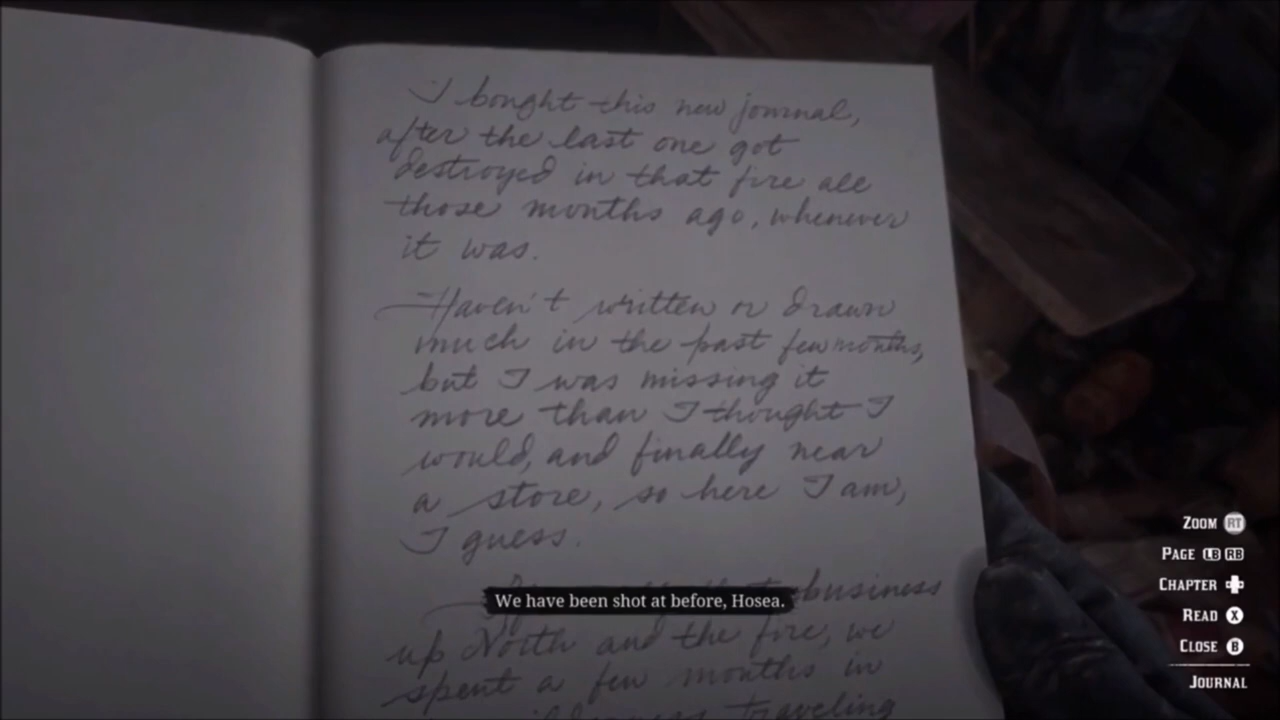 I bought this new journal,
after the last one got
destroyed in that fire all
those months ago, whenever
it was.
Haven't written or drawn
much in the past few months,
but I was missing it
more than I thought I
would, and finally near
a store, so here I am,
I guess.
business
We have been shot at before, Hosea.
up North and the fire, we
spent a few months in
traveling
ZOOM RT
PAGE LB RB
CHAPTER
READ X
CLOSE B
JOURNAL